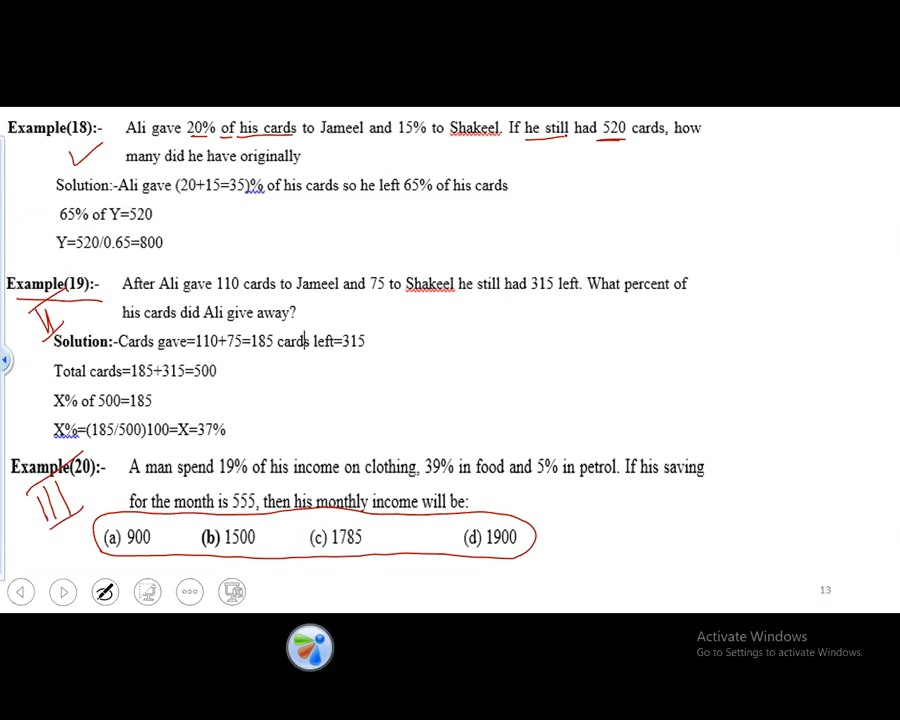 Example(18):- Ali gave 20% of his cards to Jameel and 15% to Shakeel. If he still had 520 cards, how
many did he have originally
Solution:-Ali gave (20+15=35)% of his cards so he left 65% of his cards
65% of Y=520
Y=520/0.65=800
Example(19):- After Ali gave 110 cards to Jameel and 75 to Shakeel he still had 315 left. What percent of
his cards did Ali give away?
II
Solution:-Cards gave=110+75=185 cards left=315
Total cards=185+315=500
X% of 500=185
X%=(185/500)100=X=37%
Example(20):- A man spend 19% of his income on clothing, 39% in food and 5% in petrol. If his saving
for the month is 555, then his monthly income will be:
III
(a) 900 (b) 1500 (c) 1785 (d) 1900
13
Activate Windows
Go to Settings to activate Windows.